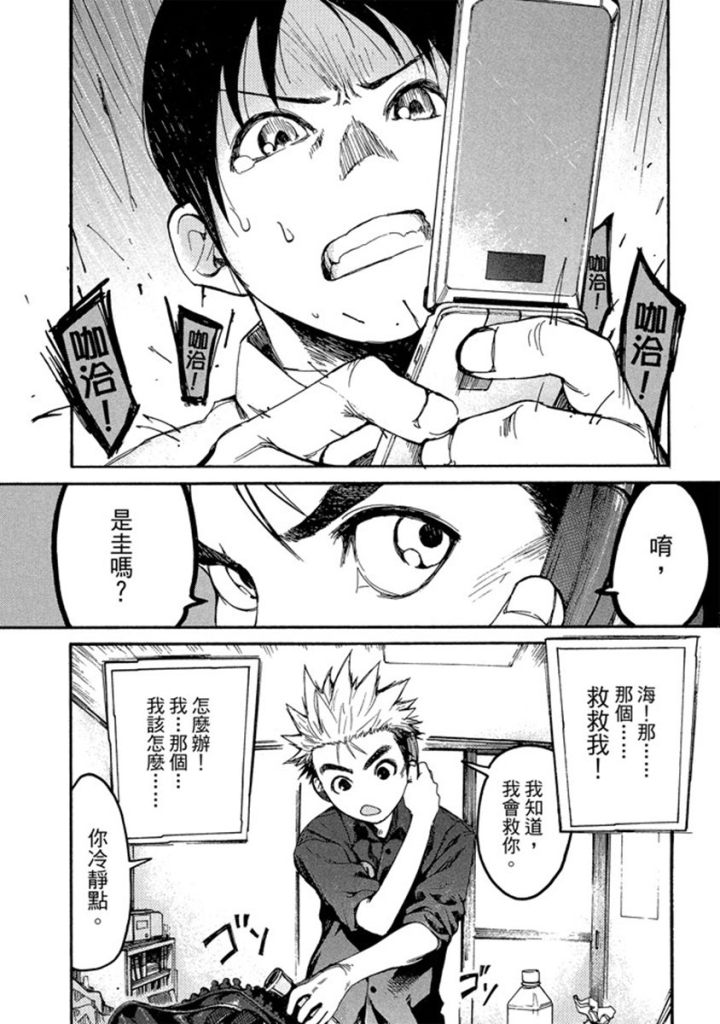 咖洽！
咖洽！
咖洽！
咖洽！
唷，
是圭嗎？
海！那……
那個……
救救我！
我知道，
我會救你。
怎麼辦！
我…那個…
我該怎麼……
你冷靜點。
ゴソ
ゴソ